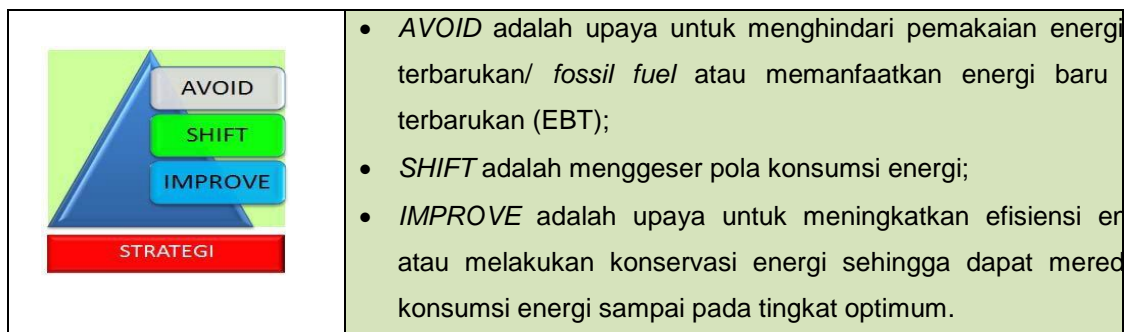 AVOID
SHIFT
IMPROVE
STRATEGI
• AVOID adalah upaya untuk menghindari pemakaian energi
terbarukan/ fossil fuel atau memanfaatkan energi baru
terbarukan (EBT);
• SHIFT adalah menggeser pola konsumsi energi;
• IMPROVE adalah upaya untuk meningkatkan efisiensi
atau melakukan konservasi energi sehingga dapat
konsumsi energi sampai pada tingkat optimum.